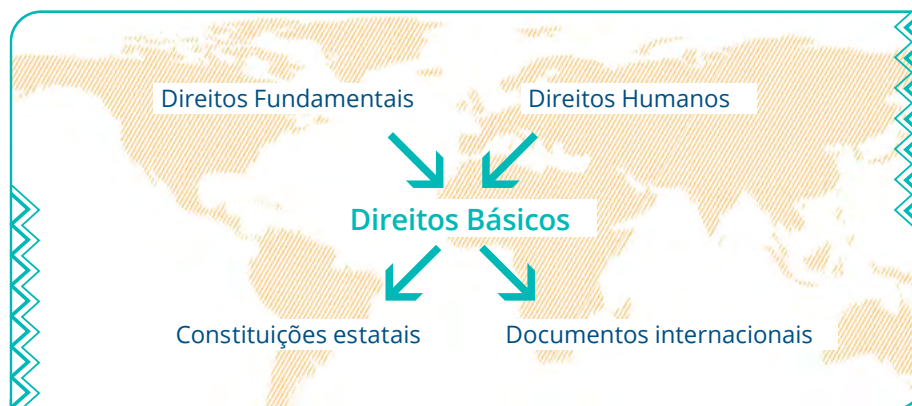 Direitos Fundamentais
Direitos Humanos
Direitos Básicos
Constituições estatais
Documentos internacionais